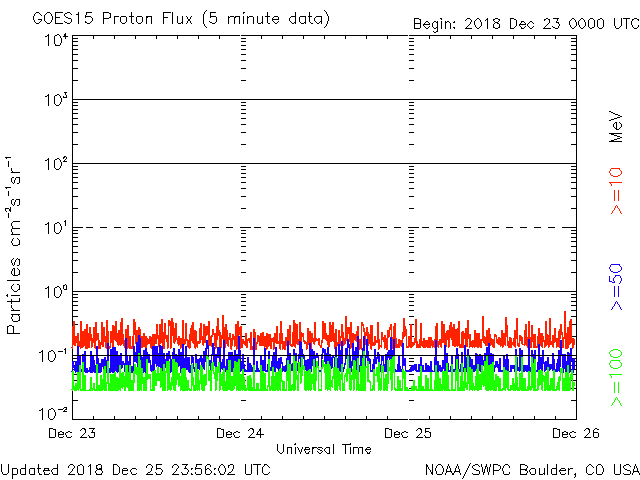 GOES15 Proton Flux (5 minute data)
Begin: 2018 Dec 23 0000 UTC
10⁴
10³
10²
10¹
10⁰
10⁻¹
10⁻²
Particles cm⁻²s⁻¹sr⁻¹
MeV
>=10
>=50
>=100
Dec 23
Dec 24
Dec 25
Dec 26
Universal Time
Updated 2018 Dec 25 23:56:02 UTC
NOAA/SWPC Boulder, CO USA